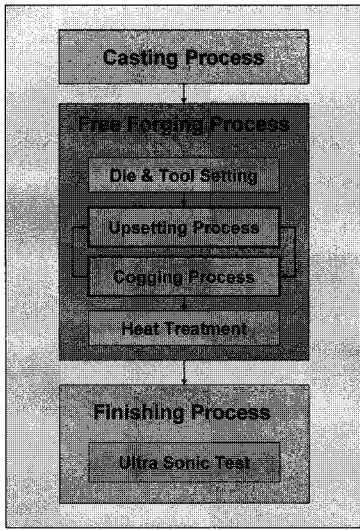 Casting Process
Free Forging Process
Die & Tool Setting
Upsetting Process
Cogging Process
Heat Treatment
Finishing Process
Ultra Sonic Test